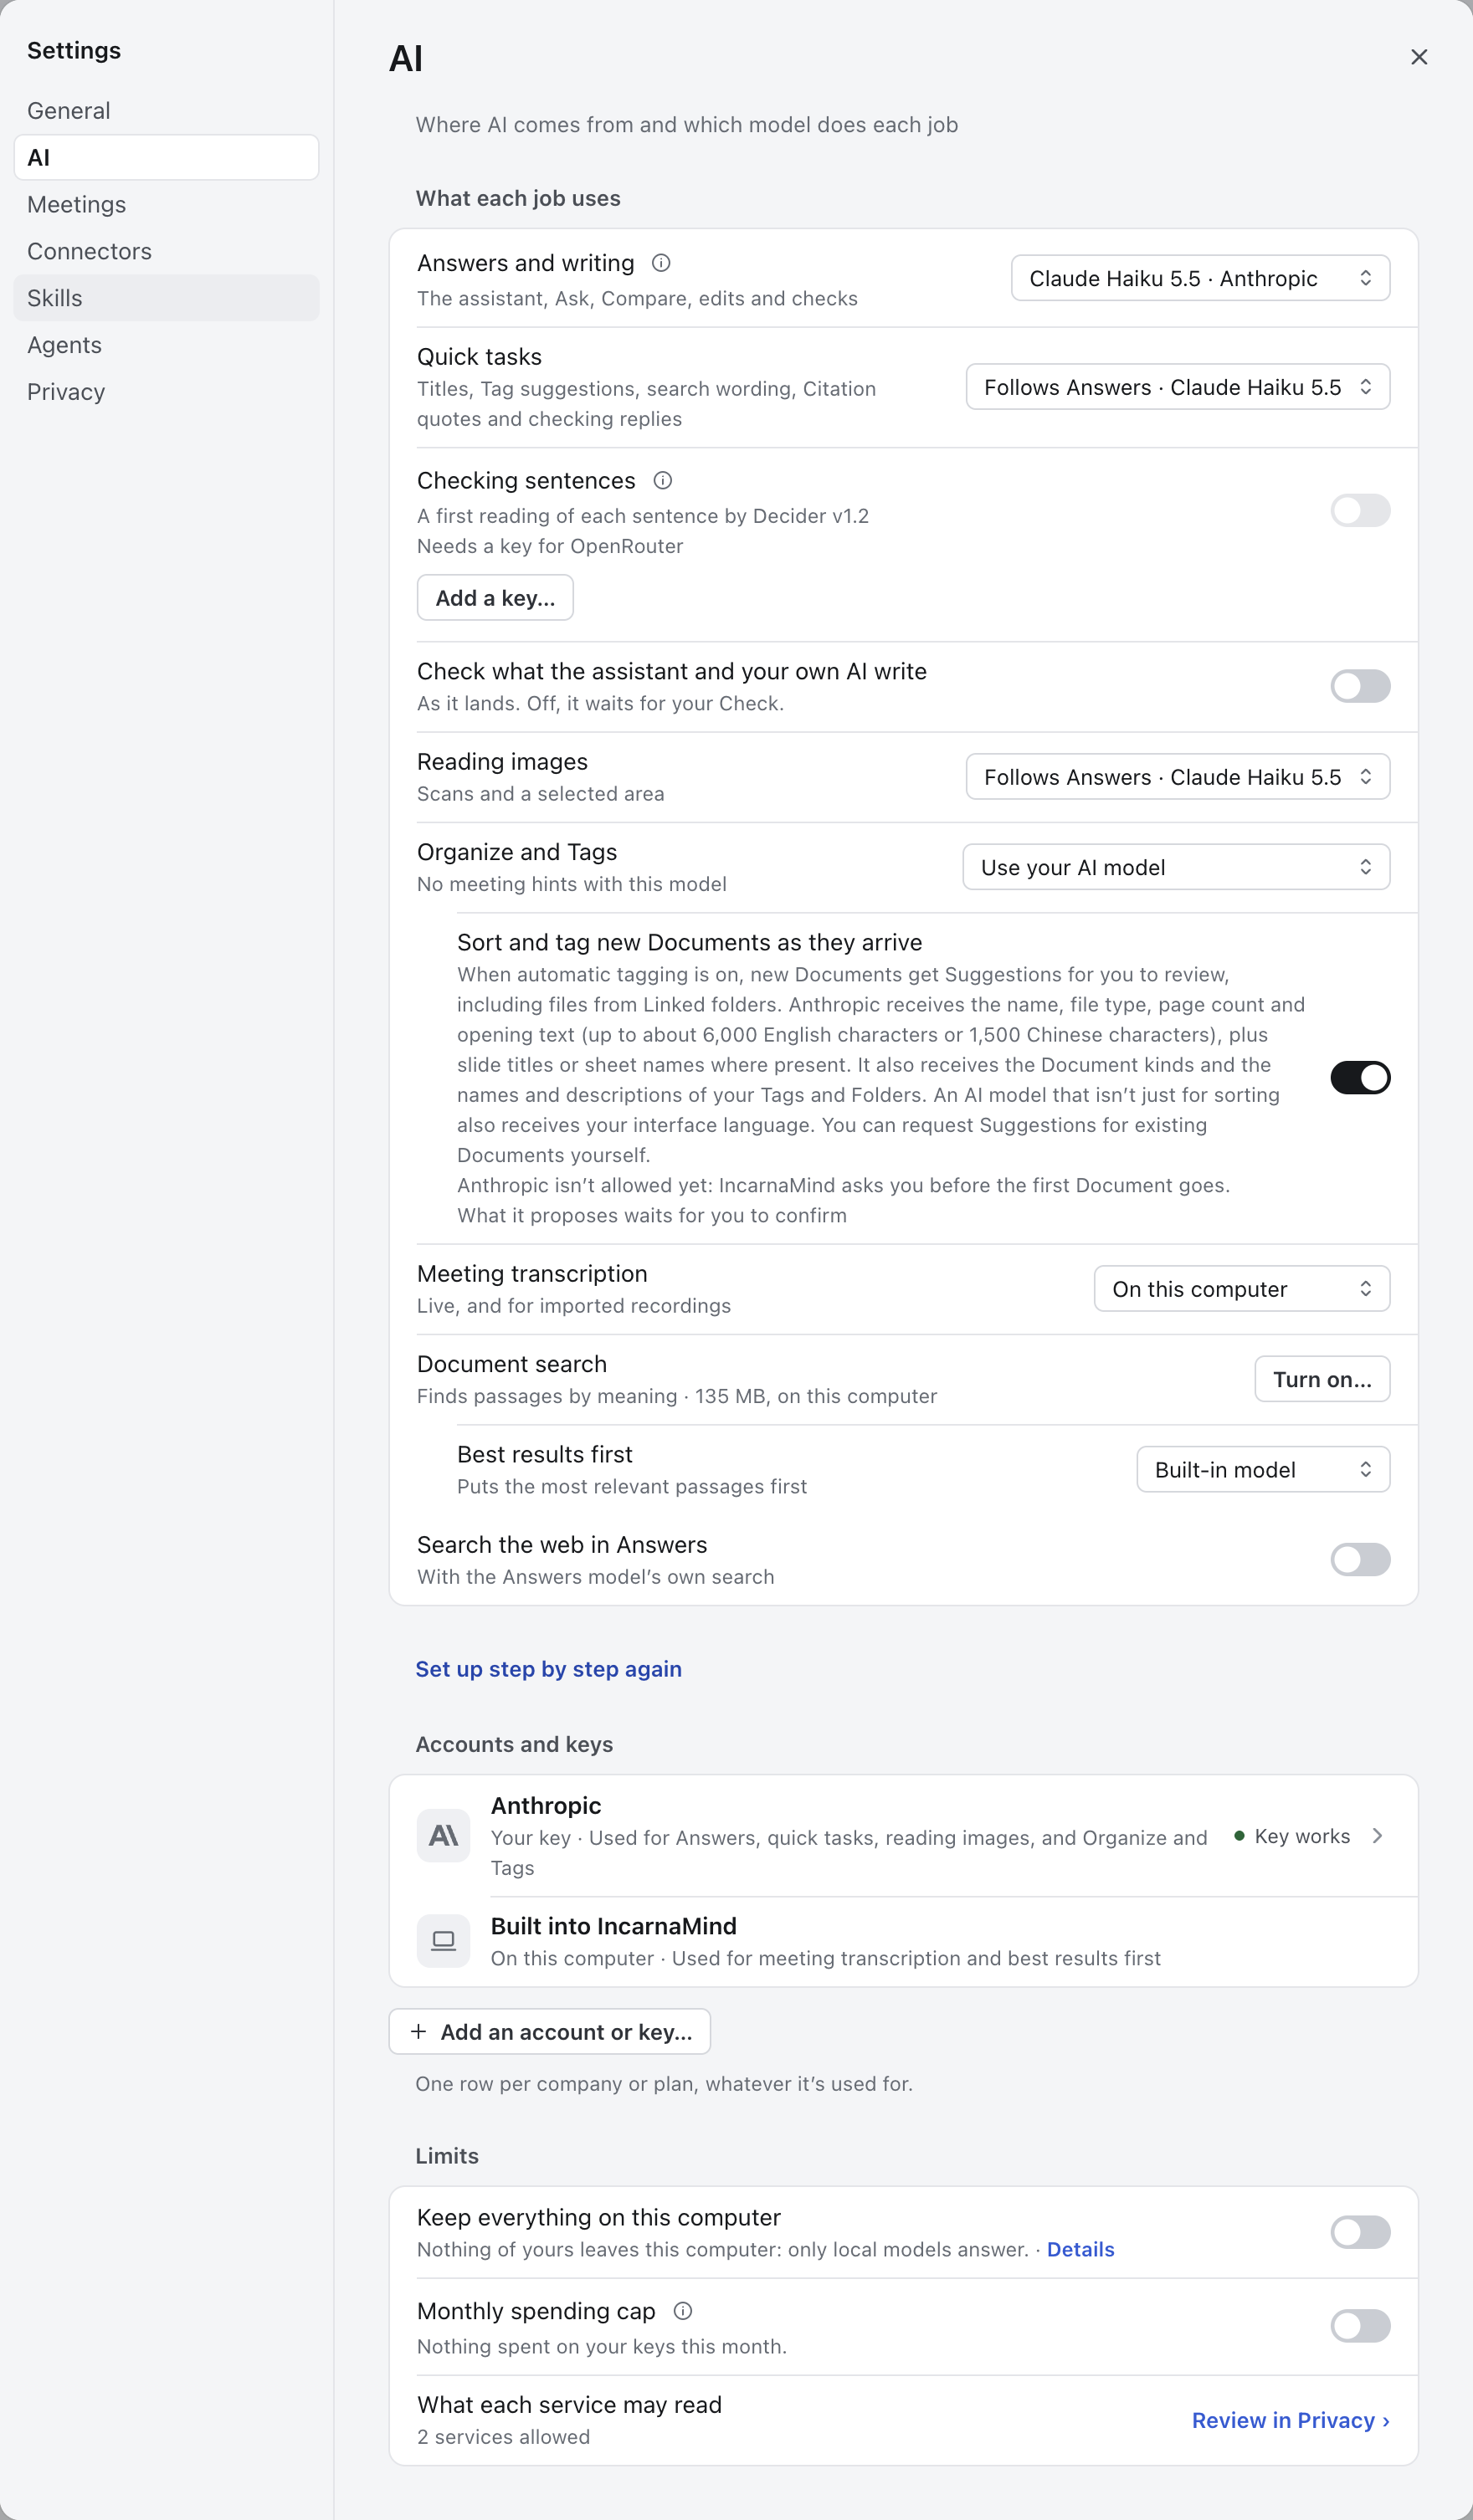 Settings
General
AI
Meetings
Connectors
Skills
Agents
Privacy
AI
Where AI comes from and which model does each job
What each job uses
Answers and writing
The assistant, Ask, Compare, edits and checks
Claude Haiku 5.5 · Anthropic
Quick tasks
Titles, Tag suggestions, search wording, Citation
quotes and checking replies
Follows Answers · Claude Haiku 5.5
Checking sentences
A first reading of each sentence by Decider v1.2
Needs a key for OpenRouter
Add a key...
Check what the assistant and your own AI write
As it lands. Off, it waits for your Check.
Reading images
Scans and a selected area
Follows Answers · Claude Haiku 5.5
Organize and Tags
No meeting hints with this model
Use your AI model
Sort and tag new Documents as they arrive
When automatic tagging is on, new Documents get Suggestions for you to review,
including files from Linked folders. Anthropic receives the name, file type, page count and
opening text (up to about 6,000 English characters or 1,500 Chinese characters), plus
slide titles or sheet names where present. It also receives the Document kinds and the
names and descriptions of your Tags and Folders. An AI model that isn’t just for sorting
also receives your interface language. You can request Suggestions for existing
Documents yourself.
Anthropic isn’t allowed yet: IncarnaMind asks you before the first Document goes.
What it proposes waits for you to confirm
Meeting transcription
Live, and for imported recordings
On this computer
Document search
Finds passages by meaning · 135 MB, on this computer
Turn on...
Best results first
Puts the most relevant passages first
Built-in model
Search the web in Answers
With the Answers model’s own search
Set up step by step again
Accounts and keys
Anthropic
Your key · Used for Answers, quick tasks, reading images, and Organize and
Tags
Key works
Built into IncarnaMind
On this computer · Used for meeting transcription and best results first
Add an account or key...
One row per company or plan, whatever it’s used for.
Limits
Keep everything on this computer
Nothing of yours leaves this computer: only local models answer. · Details
Monthly spending cap
Nothing spent on your keys this month.
What each service may read
2 services allowed
Review in Privacy ›